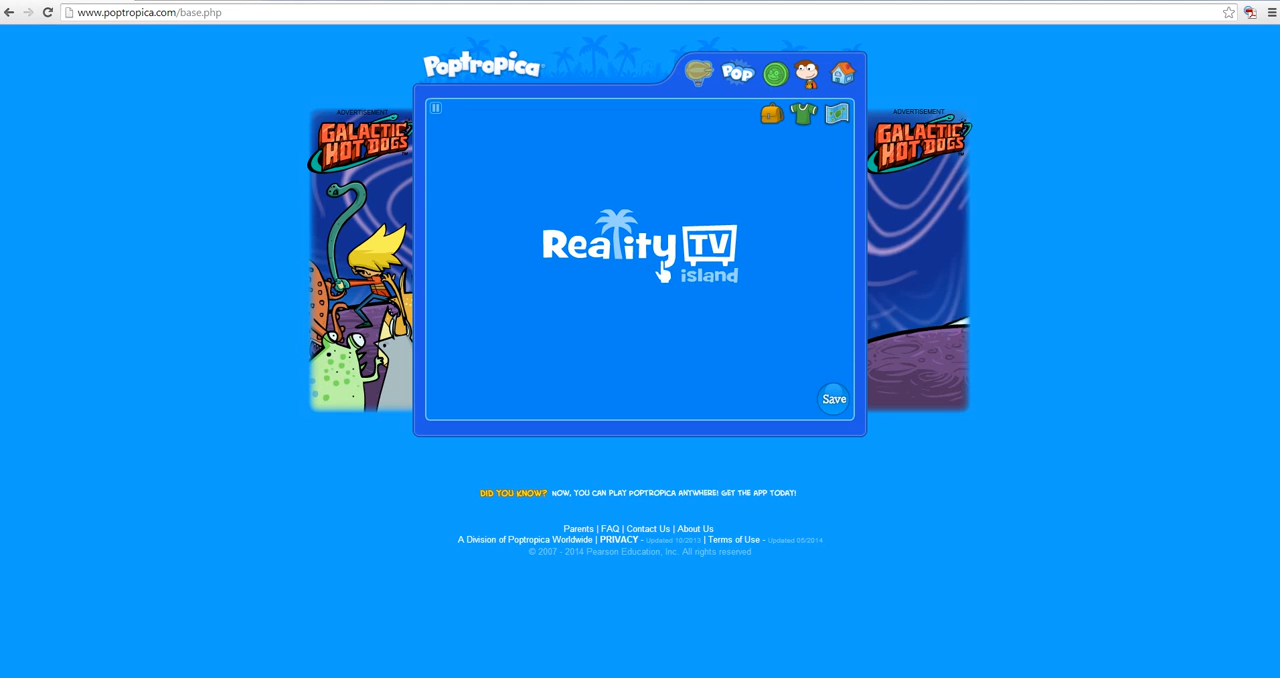 www.poptropica.com/base.php
Poptropica
POP
ADVERTISEMENT
GALACTIC
HOT DOGS
ADVERTISEMENT
GALACTIC
HOT DOGS
Reality TV
island
Save
DID YOU KNOW? NOW, YOU CAN PLAY POPTROPICA ANYWHERE! GET THE APP TODAY!
Parents | FAQ | Contact Us | About Us
A Division of Poptropica Worldwide | PRIVACY - Updated 10/2013 | Terms of Use - Updated 05/2014
© 2007 - 2014 Pearson Education, Inc. All rights reserved